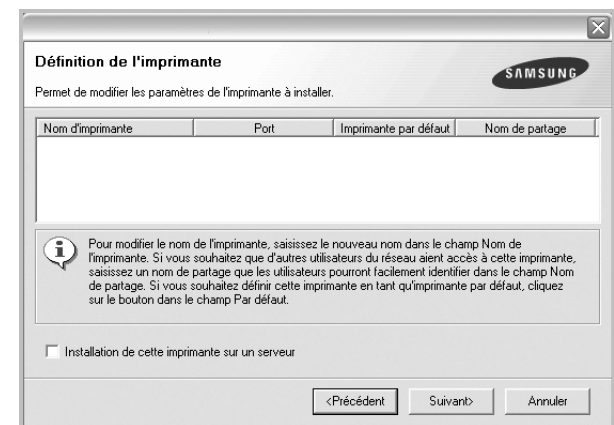 Définition de l'imprimante
SAMSUNG
Permet de modifier les paramètres de l'imprimante à installer.
Nom d'imprimante Port Imprimante par défaut Nom de partage
Pour modifier le nom de l'imprimante, saisissez le nouveau nom dans le champ Nom de
l'imprimante. Si vous souhaitez que d'autres utilisateurs du réseau aient accès à cette imprimante,
saisissez un nom de partage que les utilisateurs pourront facilement identifier dans le champ Nom
de partage. Si vous souhaitez définir cette imprimante en tant qu'imprimante par défaut, cliquez
sur le bouton dans le champ Par défaut.
Installation de cette imprimante sur un serveur
<Précédent Suivant> Annuler